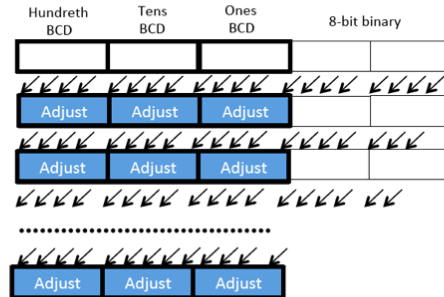 Hundreth BCD
Tens BCD
Ones BCD
8-bit binary
Adjust Adjust Adjust
Adjust Adjust Adjust
Adjust Adjust Adjust